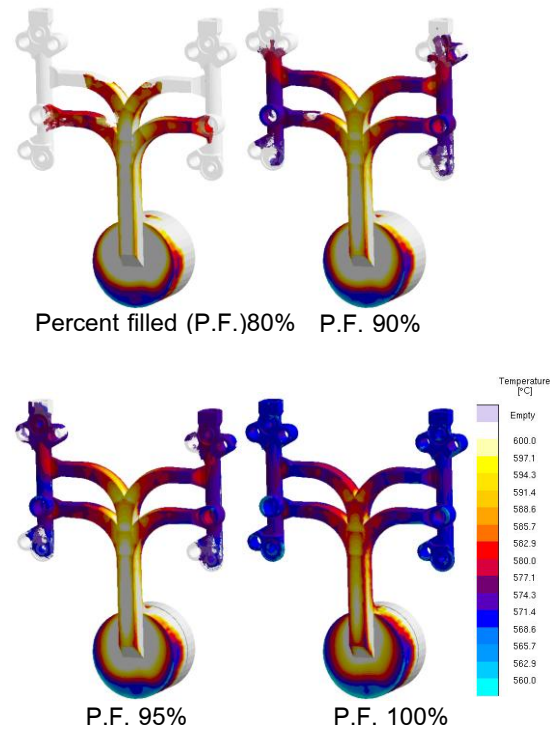 Percent filled (P.F.)80%
P.F. 90%
Temperature
[°C]
Empty
600.0
597.1
594.3
591.4
588.6
585.7
582.9
580.0
577.1
574.3
571.4
568.6
565.7
562.9
560.0
P.F. 95%
P.F. 100%